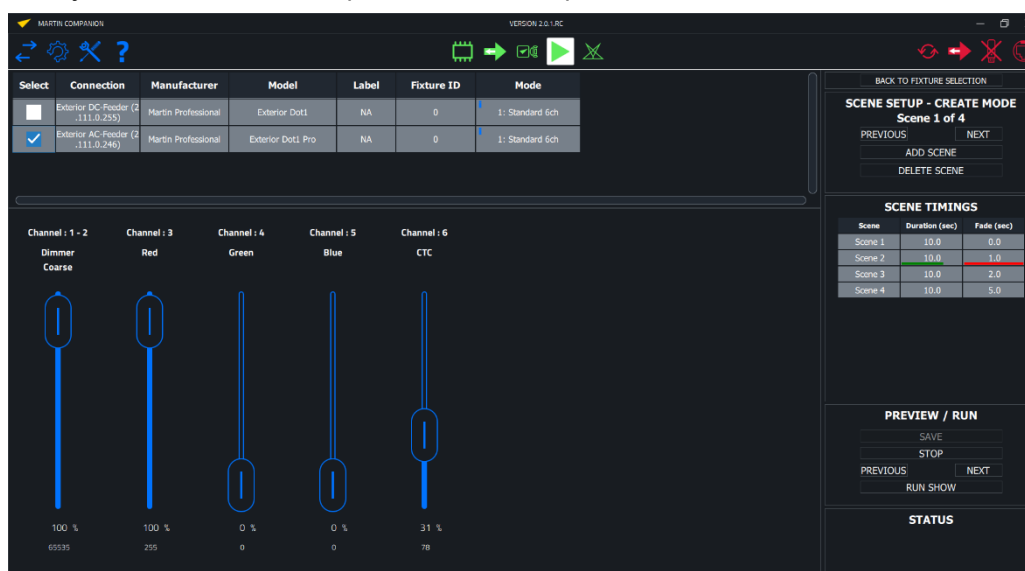 MARTIN COMPANION
VERSION 2.0.1.RC
Select Connection Manufacturer Model Label Fixture ID Mode
Exterior DC-Feeder (2
.111.0.255)
Martin Professional Exterior Dot1 NA 0 1: Standard 6ch
Exterior AC-Feeder (2
.111.0.246)
Martin Professional Exterior Dot1 Pro NA 0 1: Standard 6ch
Channel : 1 - 2 Channel : 3 Channel : 4 Channel : 5 Channel : 6
Dimmer Red Green Blue CTC
Coarse
100 % 100 % 0 % 0 % 31 %
65535 255 0 0 78
BACK TO FIXTURE SELECTION
SCENE SETUP - CREATE MODE
Scene 1 of 4
PREVIOUS NEXT
ADD SCENE
DELETE SCENE
SCENE TIMINGS
Scene Duration (sec) Fade (sec)
Scene 1 10.0 0.0
Scene 2 10.0 1.0
Scene 3 10.0 2.0
Scene 4 10.0 5.0
PREVIEW / RUN
SAVE
STOP
PREVIOUS NEXT
RUN SHOW
STATUS